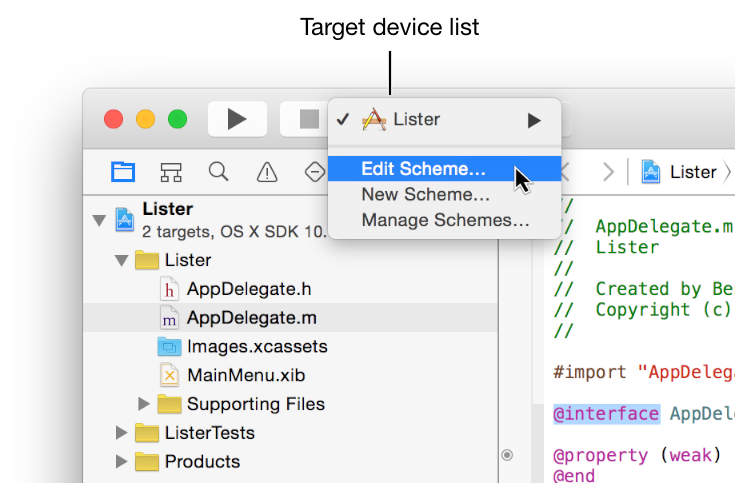 Target device list
Lister
Edit Scheme...
New Scheme...
Manage Schemes...
Lister
Lister
2 targets, OS X SDK 10.
Lister
AppDelegate.h
AppDelegate.m
Images.xcassets
MainMenu.xib
Supporting Files
ListerTests
Products
//
// AppDelegate.m
// Lister
//
// Created by Be
// Copyright (c)
//
#import "AppDeleg
@interface AppDel
@property (weak)
@end